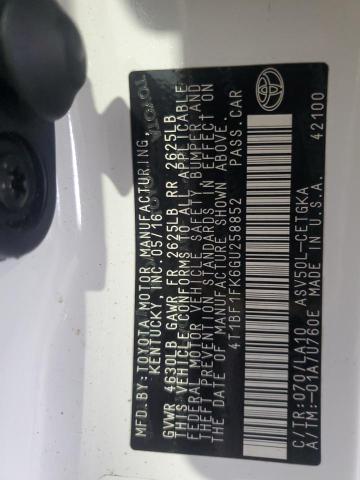 MFD. BY: TOYOTA MOTOR MANUFACTURING,
KENTUCKY, INC. 05/16
GVWR 4630LB GAWR FR 2625LB RR 2625LB
THIS VEHICLE CONFORMS TO ALL APPLICABLE
FEDERAL MOTOR VEHICLE SAFETY, BUMPER, AND
THEFT PREVENTION STANDARDS IN EFFECT ON
THE DATE OF MANUFACTURE SHOWN ABOVE.
4T1BF1FK6GU258852 PASS. CAR
C/TR: 070/LA10 ASV50L-CETGKA
A/TM: -01A/U760E MADE IN U.S.A. 42100